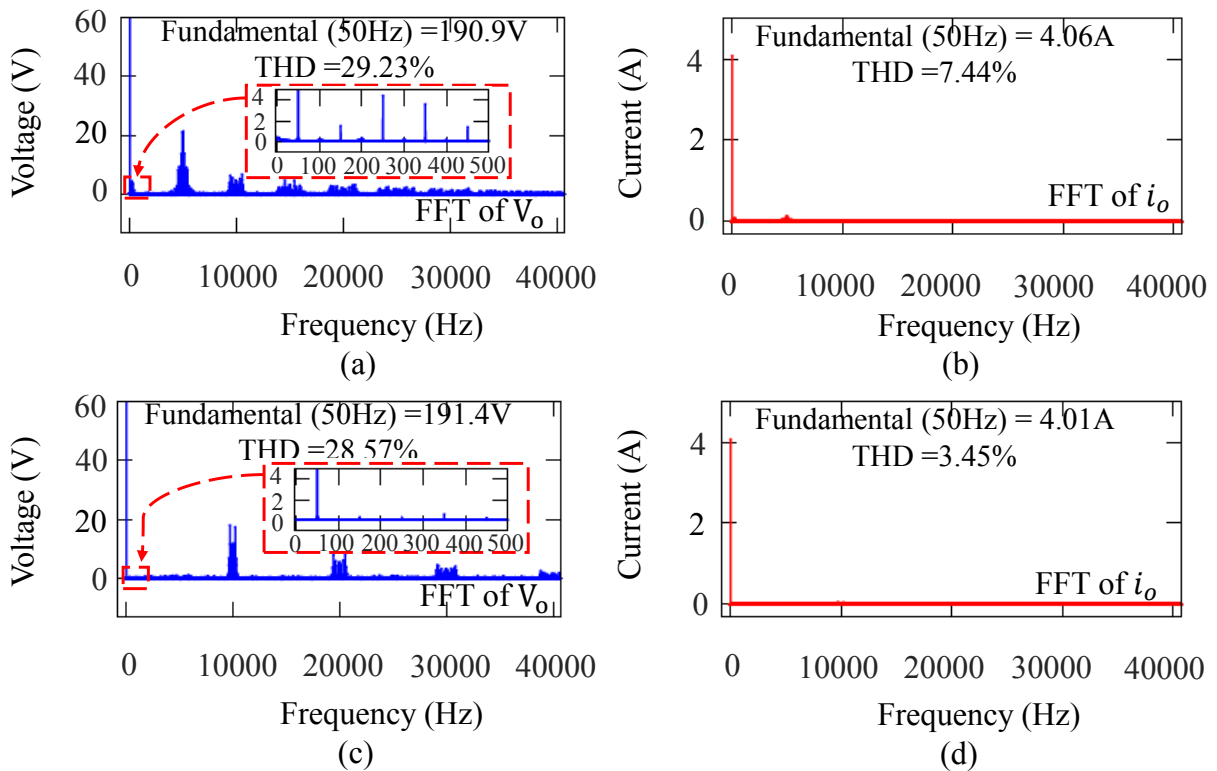 60
40
20
0
Voltage (V)
Fundamental (50Hz) =190.9V
THD =29.23%
4
2
0
0 100 200 300 400 500
FFT of Vo
0 10000 20000 30000 40000
Frequency (Hz)
(a)
4
2
0
Current (A)
Fundamental (50Hz) = 4.06A
THD =7.44%
FFT of io
0 10000 20000 30000 40000
Frequency (Hz)
(b)
60
40
20
0
Voltage (V)
Fundamental (50Hz) =191.4V
THD =28.57%
4
2
0
0 100 200 300 400 500
FFT of Vo
0 10000 20000 30000 40000
Frequency (Hz)
(c)
4
2
0
Current (A)
Fundamental (50Hz) = 4.01A
THD =3.45%
FFT of io
0 10000 20000 30000 40000
Frequency (Hz)
(d)